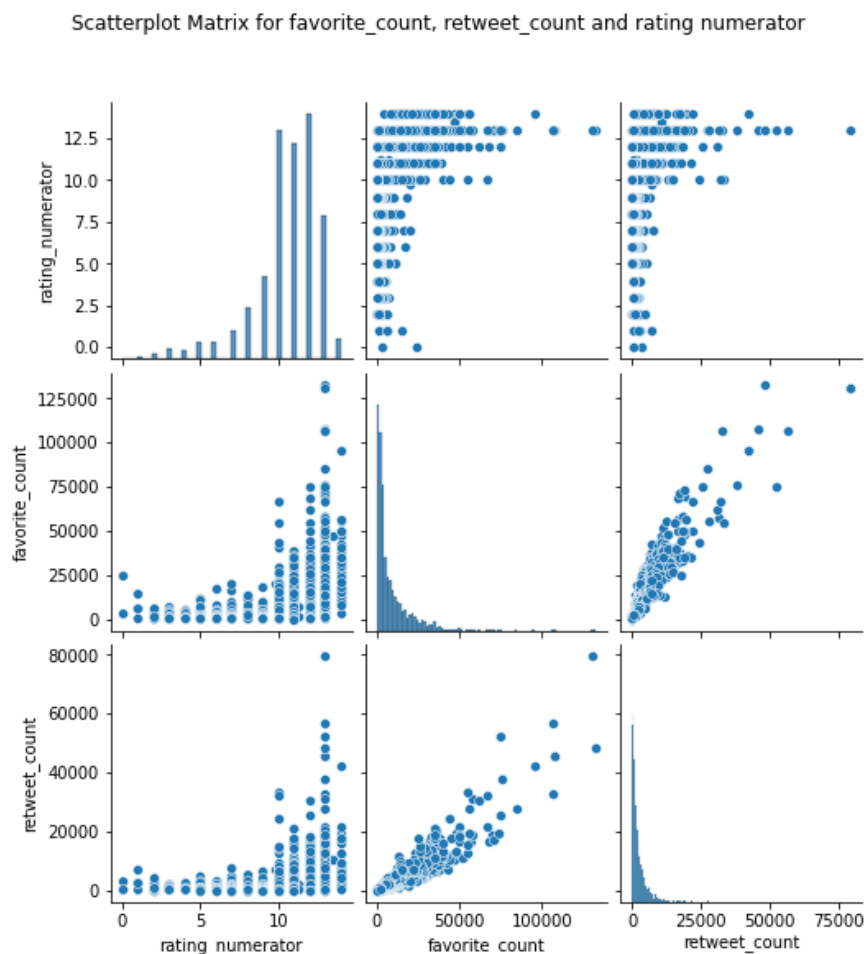 Scatterplot Matrix for favorite_count, retweet_count and rating numerator
rating_numerator
12.5
10.0
7.5
5.0
2.5
0.0
favorite_count
125000
100000
75000
50000
25000
0
retweet_count
80000
60000
40000
20000
0
0 5 10
rating_numerator
0 50000 100000
favorite_count
0 25000 50000 75000
retweet_count